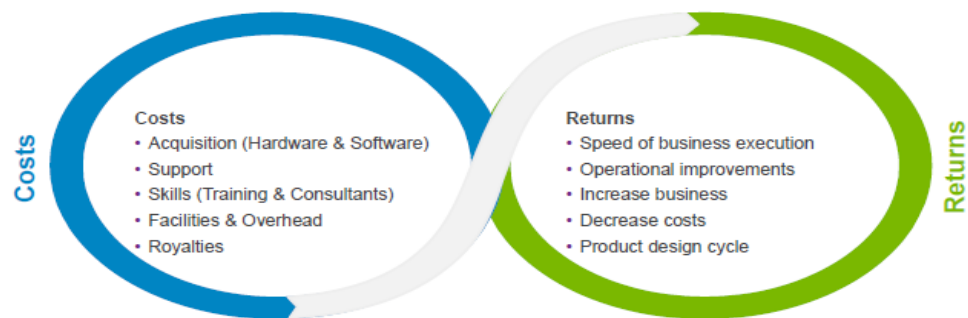 Costs
Costs
• Acquisition (Hardware & Software)
• Support
• Skills (Training & Consultants)
• Facilities & Overhead
• Royalties
Returns
• Speed of business execution
• Operational improvements
• Increase business
• Decrease costs
• Product design cycle
Returns